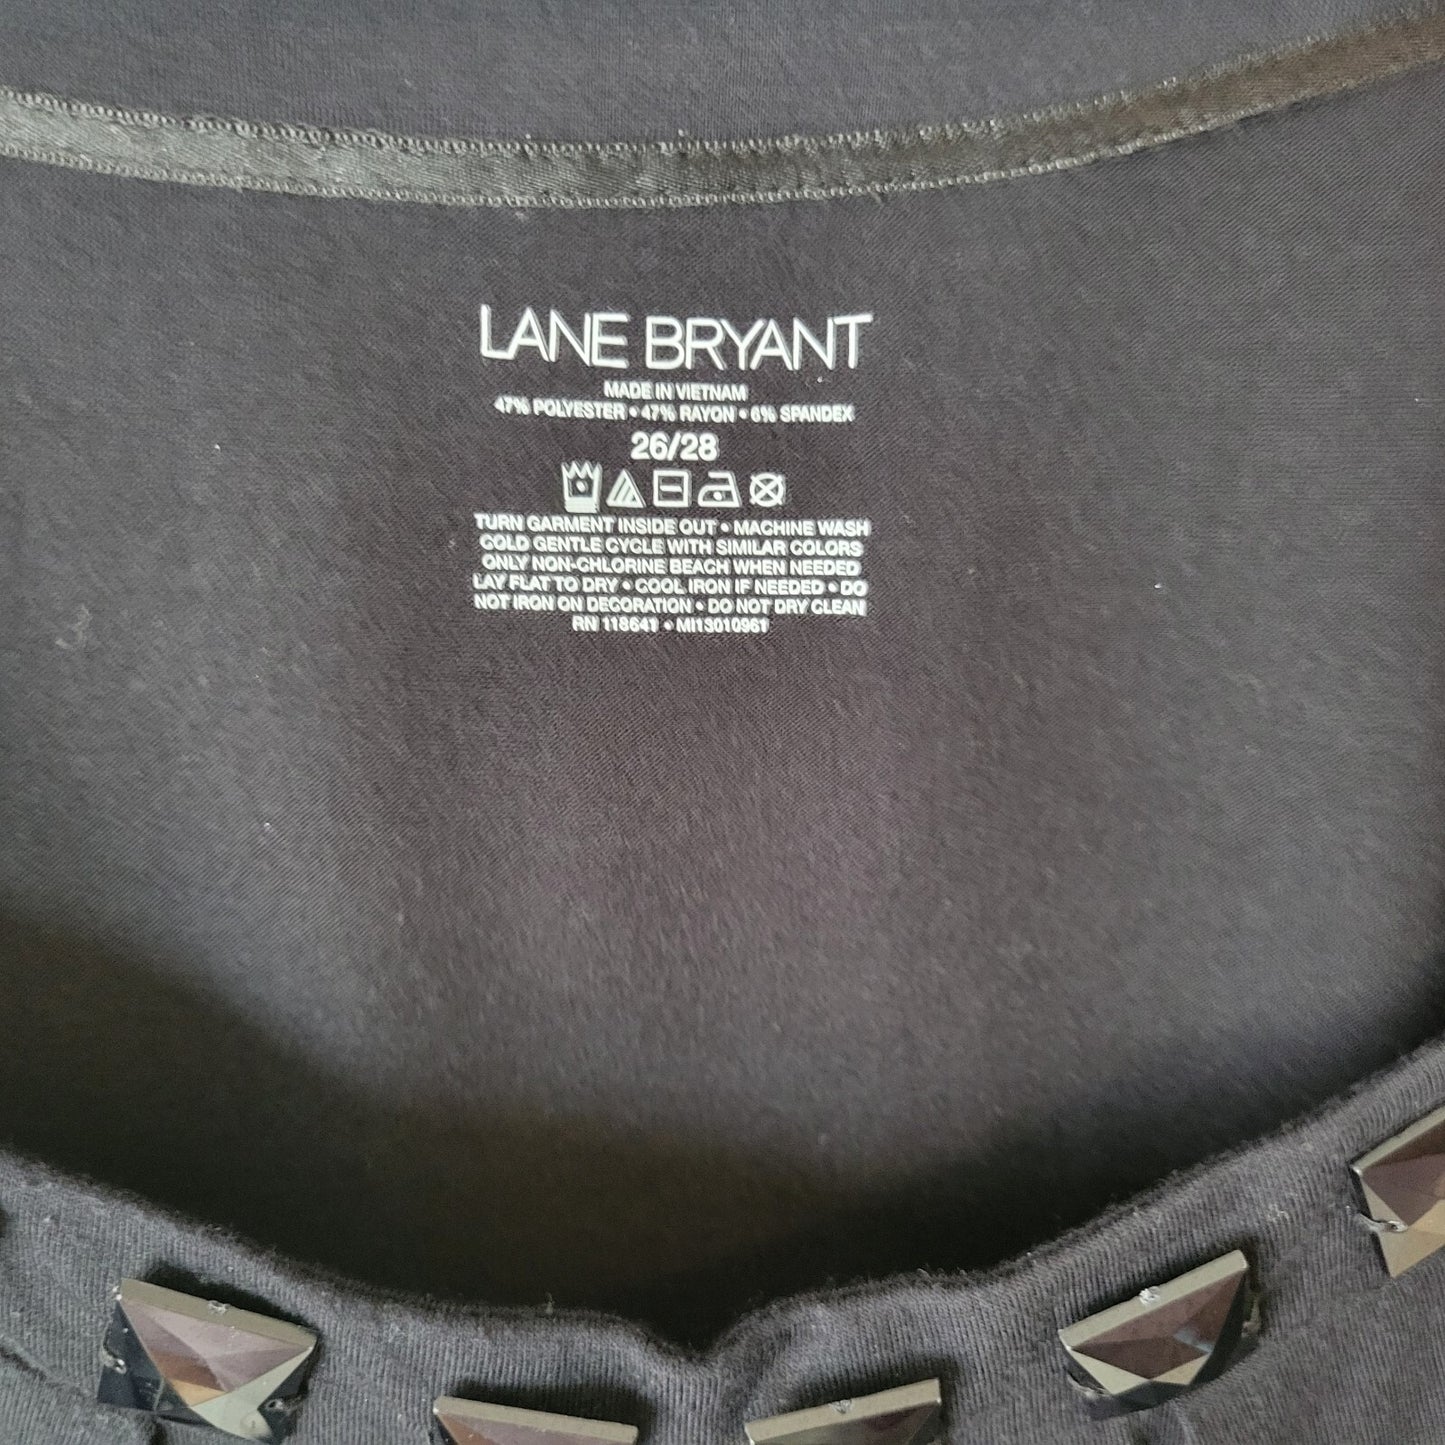 LANE BRYANT
MADE IN VIETNAM
47% POLYESTER • 47% RAYON • 6% SPANDEX
26/28
TURN GARMENT INSIDE OUT • MACHINE WASH
COLD GENTLE CYCLE WITH SIMILAR COLORS
ONLY NON-CHLORINE BEACH WHEN NEEDED
LAY FLAT TO DRY • COOL IRON IF NEEDED • DO
NOT IRON ON DECORATION • DO NOT DRY CLEAN
RN 118641 • MI13010961